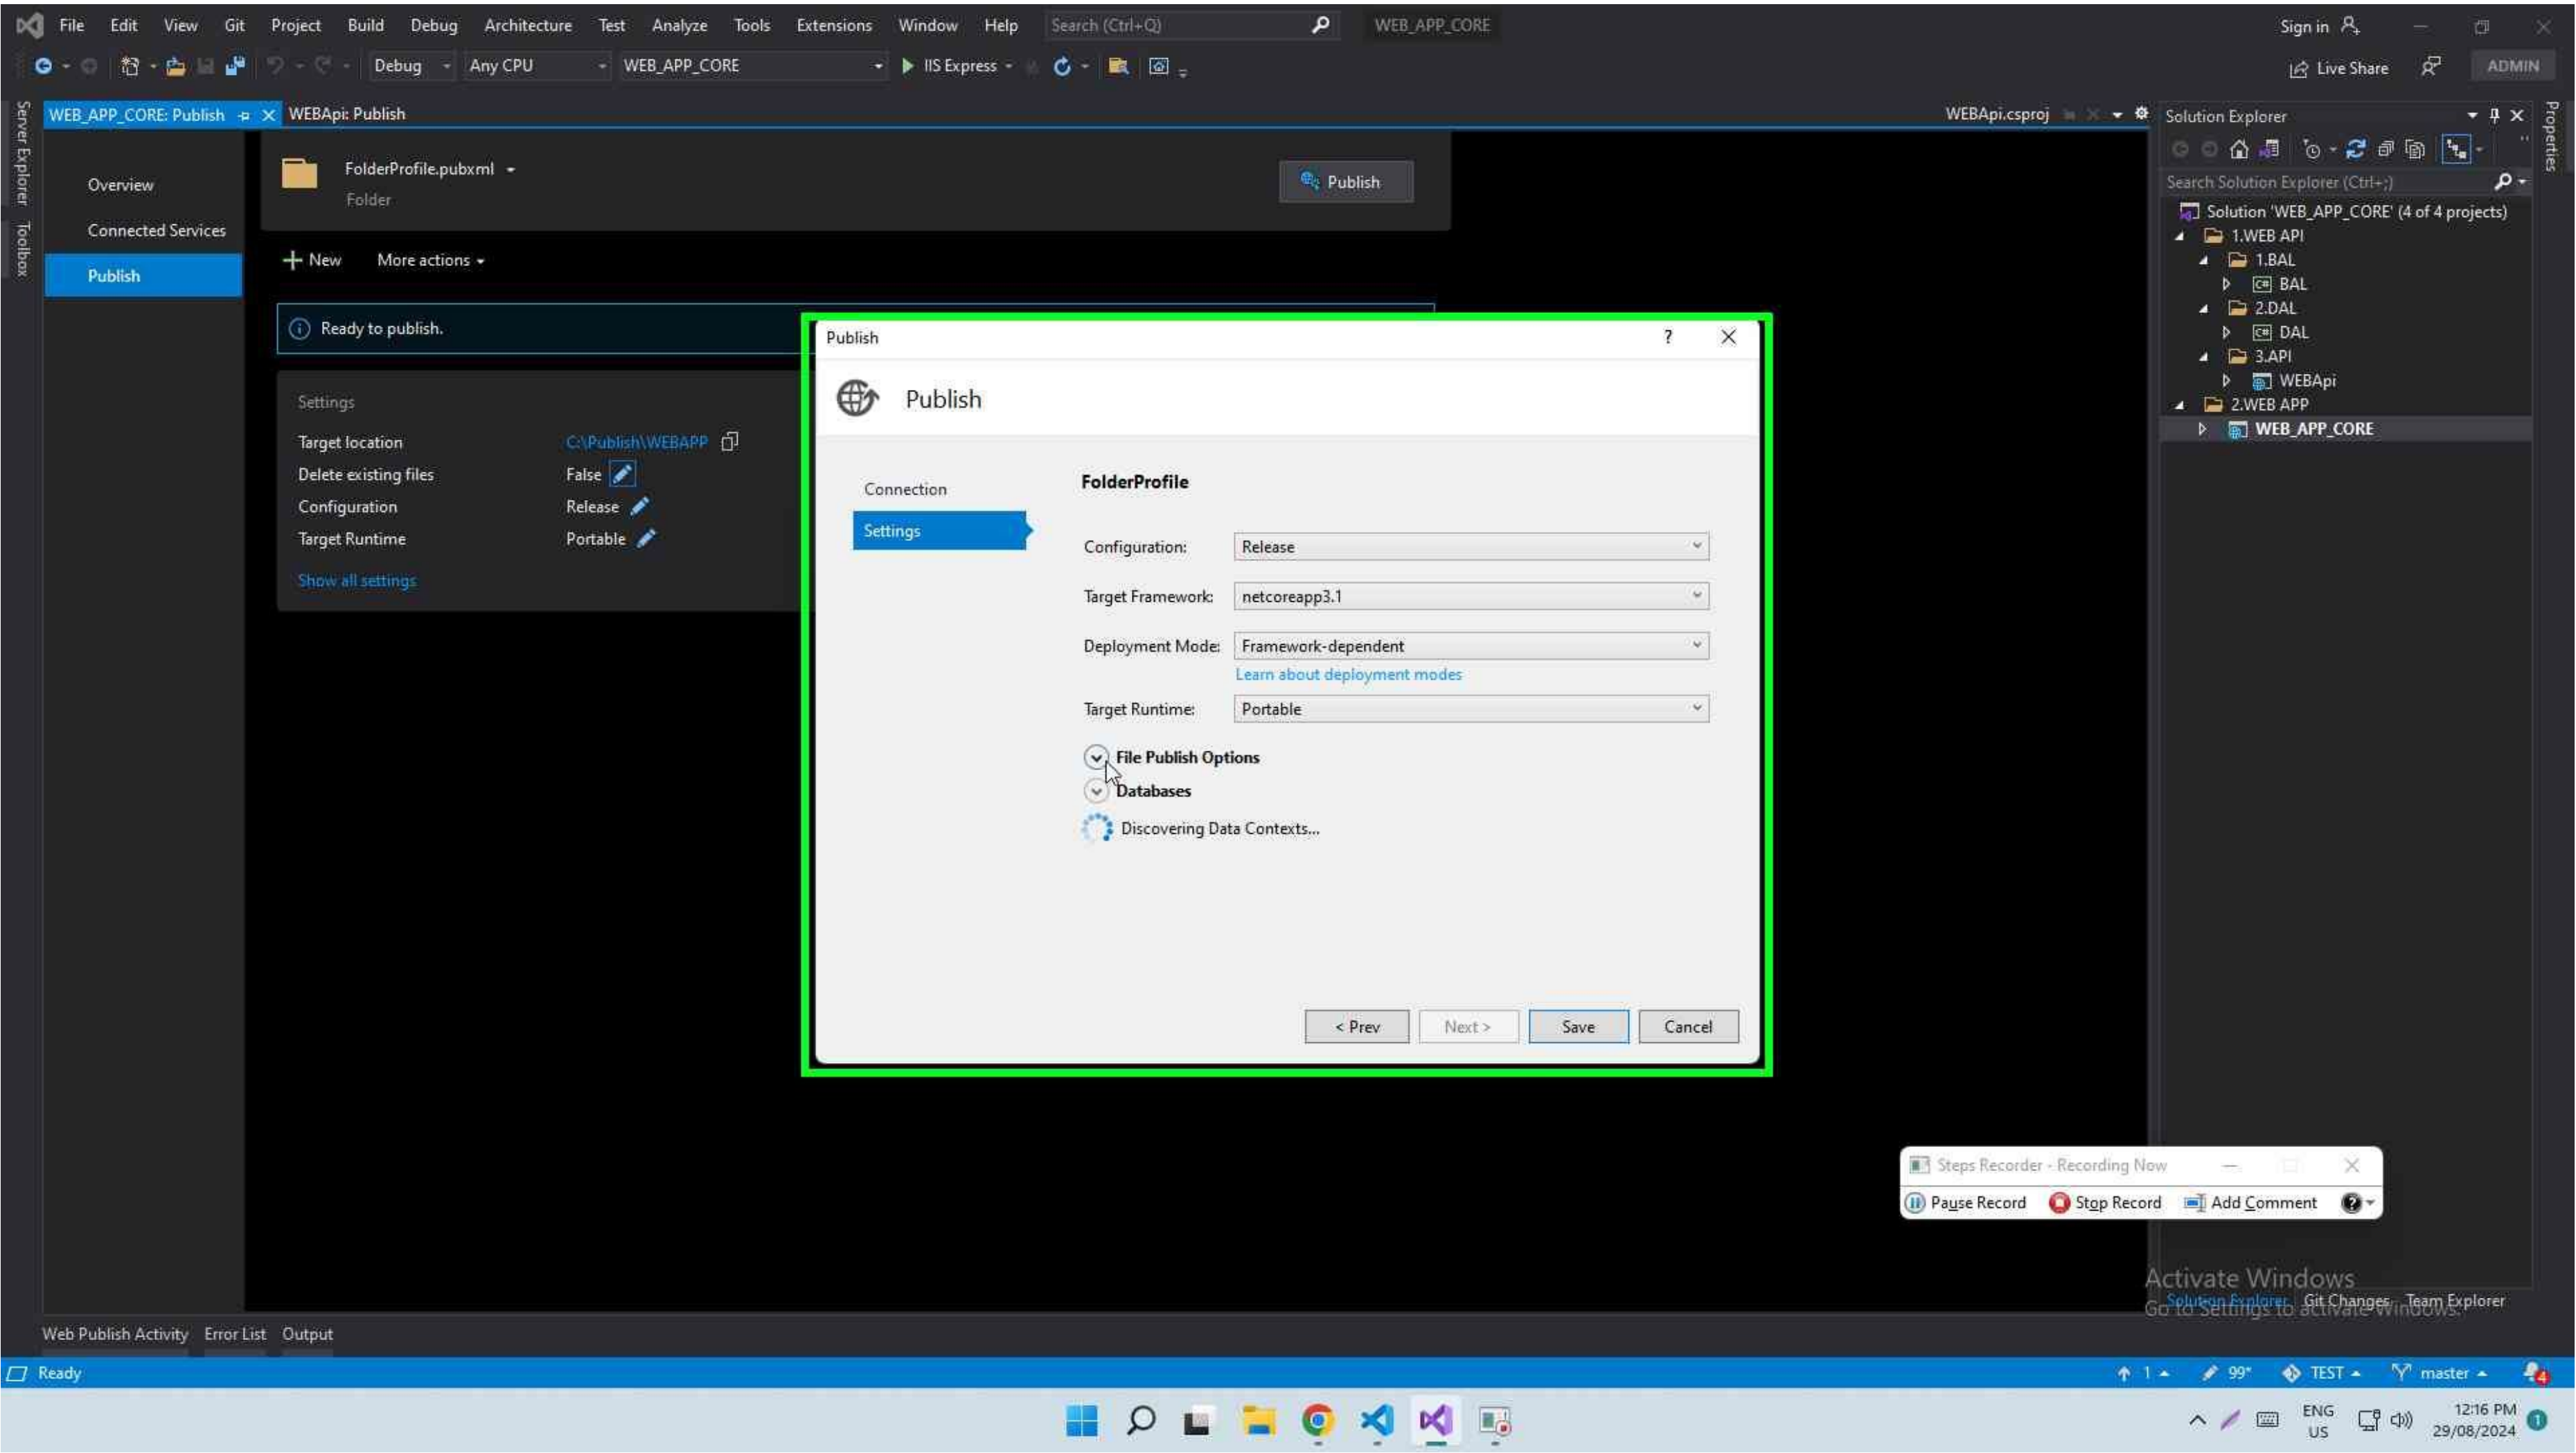 File Edit View Git Project Build Debug Architecture Test Analyze Tools Extensions Window Help Search (Ctrl+Q) WEB_APP_CORE Sign in
Debug Any CPU WEB_APP_CORE IIS Express Live Share ADMIN
Server Explorer
Toolbox
WEB_APP_CORE: Publish WEBApi: Publish WEBApi.csproj
Overview
Connected Services
Publish
FolderProfile.pubxml
Folder
Publish
New More actions
Ready to publish.
Settings
Target location C:\Publish\WEBAPP
Delete existing files False
Configuration Release
Target Runtime Portable
Show all settings
Publish ?
Publish
Connection
Settings
FolderProfile
Configuration: Release
Target Framework: netcoreapp3.1
Deployment Mode: Framework-dependent
Learn about deployment modes
Target Runtime: Portable
File Publish Options
Databases
Discovering Data Contexts...
< Prev Next > Save Cancel
Solution Explorer
Properties
Search Solution Explorer (Ctrl+;)
Solution 'WEB_APP_CORE' (4 of 4 projects)
1.WEB API
1.BAL
C# BAL
2.DAL
C# DAL
3.API
WEBApi
2.WEB APP
WEB_APP_CORE
Steps Recorder - Recording Now
Pause Record Stop Record Add Comment ?
Activate Windows
Go to Settings to activate Windows.
Solution Explorer Git Changes Team Explorer
Web Publish Activity Error List Output
Ready 1 99+ TEST master 4
ENG
US
12:16 PM
29/08/2024
1